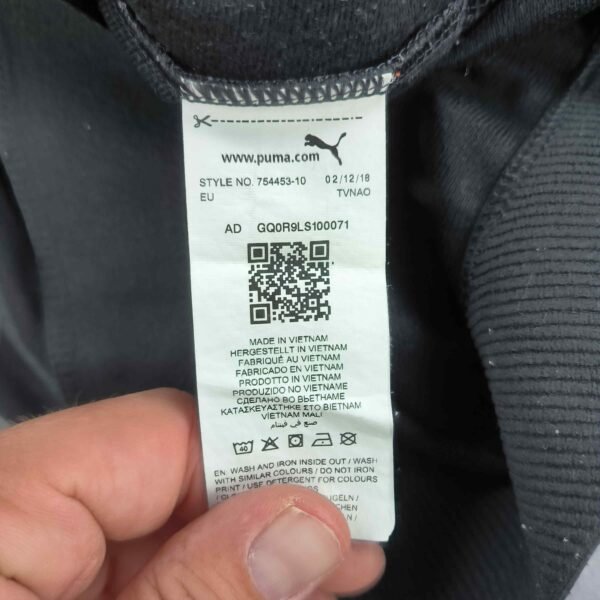 www.puma.com
STYLE NO. 754453-10 02/12/18
EU TVNAO
AD GQ0R9LS100071
MADE IN VIETNAM
HERGESTELLT IN VIETNAM
FABRIQUÉ AU VIETNAM
FABRICADO EN VIETNAM
PRODOTTO IN VIETNAM
PRODUZIDO NO VIETNAME
СДЕЛАНО ВО ВЬЕТНАМЕ
ΚΑΤΑΣΚΕΥΑΣΤΗΚΕ ΣΤΟ ΒΙΕΤΝΑΜ
VIETNAM MALI
صنع في فيتنام
40
EN: WASH AND IRON INSIDE OUT / WASH
WITH SIMILAR COLOURS / DO NOT IRON
PRINT / USE DETERGENT FOR COLOURS